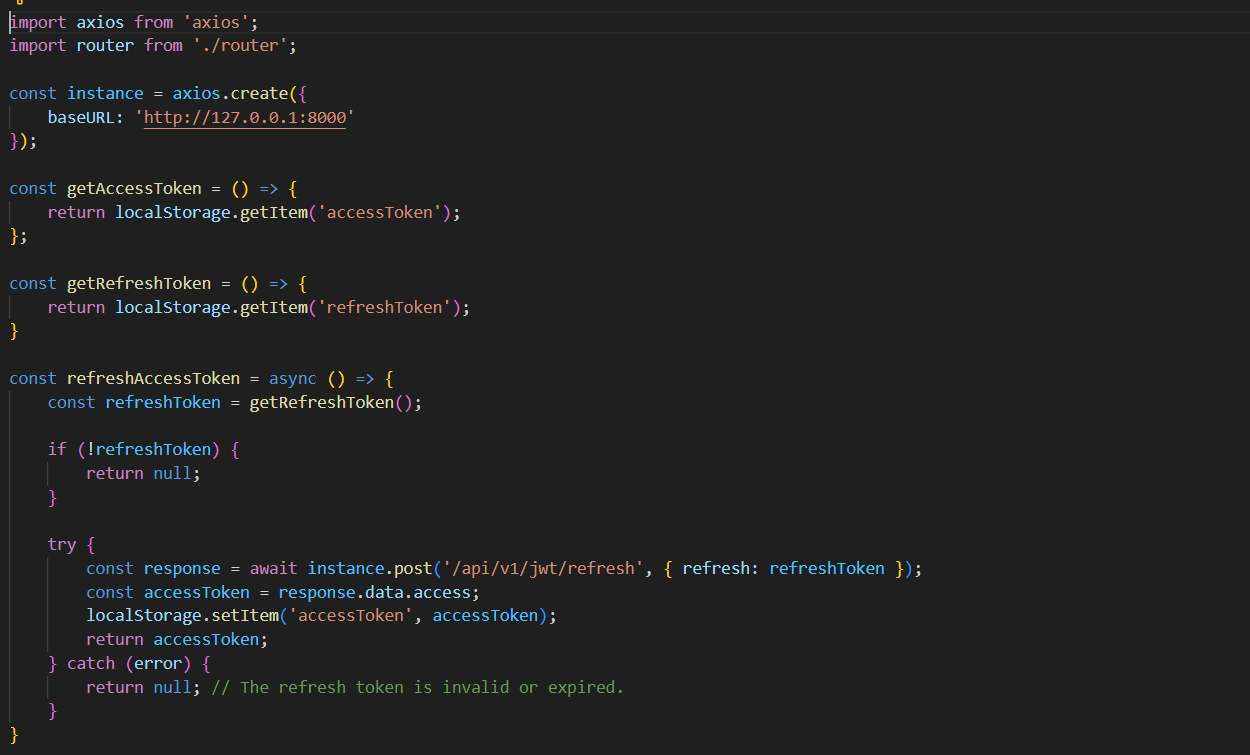 import axios from 'axios';
import router from './router';
const instance = axios.create({
baseURL: 'http://127.0.0.1:8000'
});
const getAccessToken = () => {
return localStorage.getItem('accessToken');
};
const getRefreshToken = () => {
return localStorage.getItem('refreshToken');
}
const refreshAccessToken = async () => {
const refreshToken = getRefreshToken();
if (!refreshToken) {
return null;
}
try {
const response = await instance.post('/api/v1/jwt/refresh', { refresh: refreshToken });
const accessToken = response.data.access;
localStorage.setItem('accessToken', accessToken);
return accessToken;
} catch (error) {
return null; // The refresh token is invalid or expired.
}
}